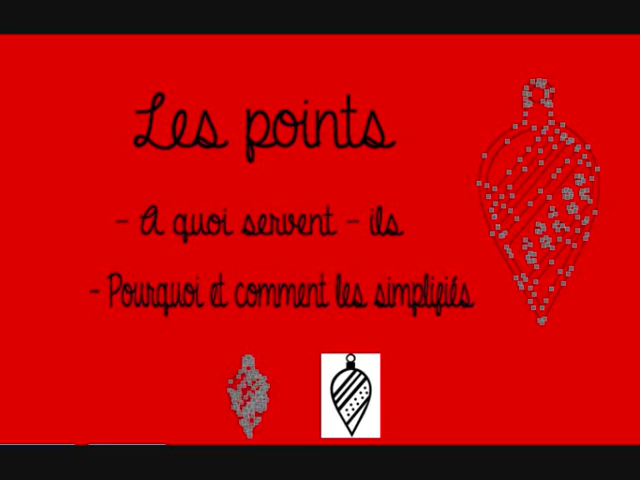 Les points
- A quoi servent - ils
- Pourquoi et comment les simplifiés